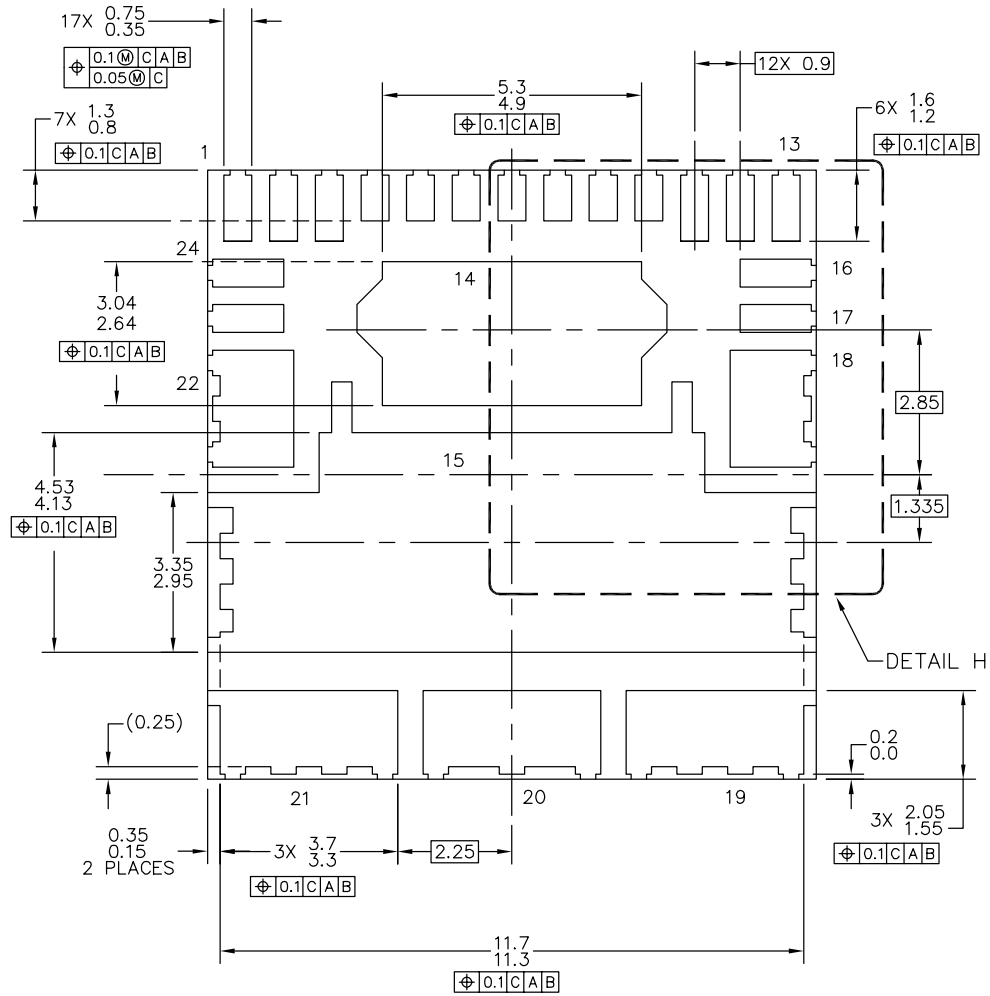 17X 0.75
0.35
⌖ 0.1 Ⓜ C A B
0.05 Ⓜ C
7X 1.3
0.8
⌖ 0.1 C A B
5.3
4.9
⌖ 0.1 C A B
12X 0.9
6X 1.6
1.2
⌖ 0.1 C A B
1
13
24
14
16
3.04
2.64
⌖ 0.1 C A B
17
22
18
2.85
15
4.53
4.13
⌖ 0.1 C A B
1.335
3.35
2.95
DETAIL H
(0.25)
0.2
0.0
21
20
19
0.35
0.15
2 PLACES
3X 3.7
3.3
⌖ 0.1 C A B
2.25
3X 2.05
1.55
⌖ 0.1 C A B
11.7
11.3
⌖ 0.1 C A B